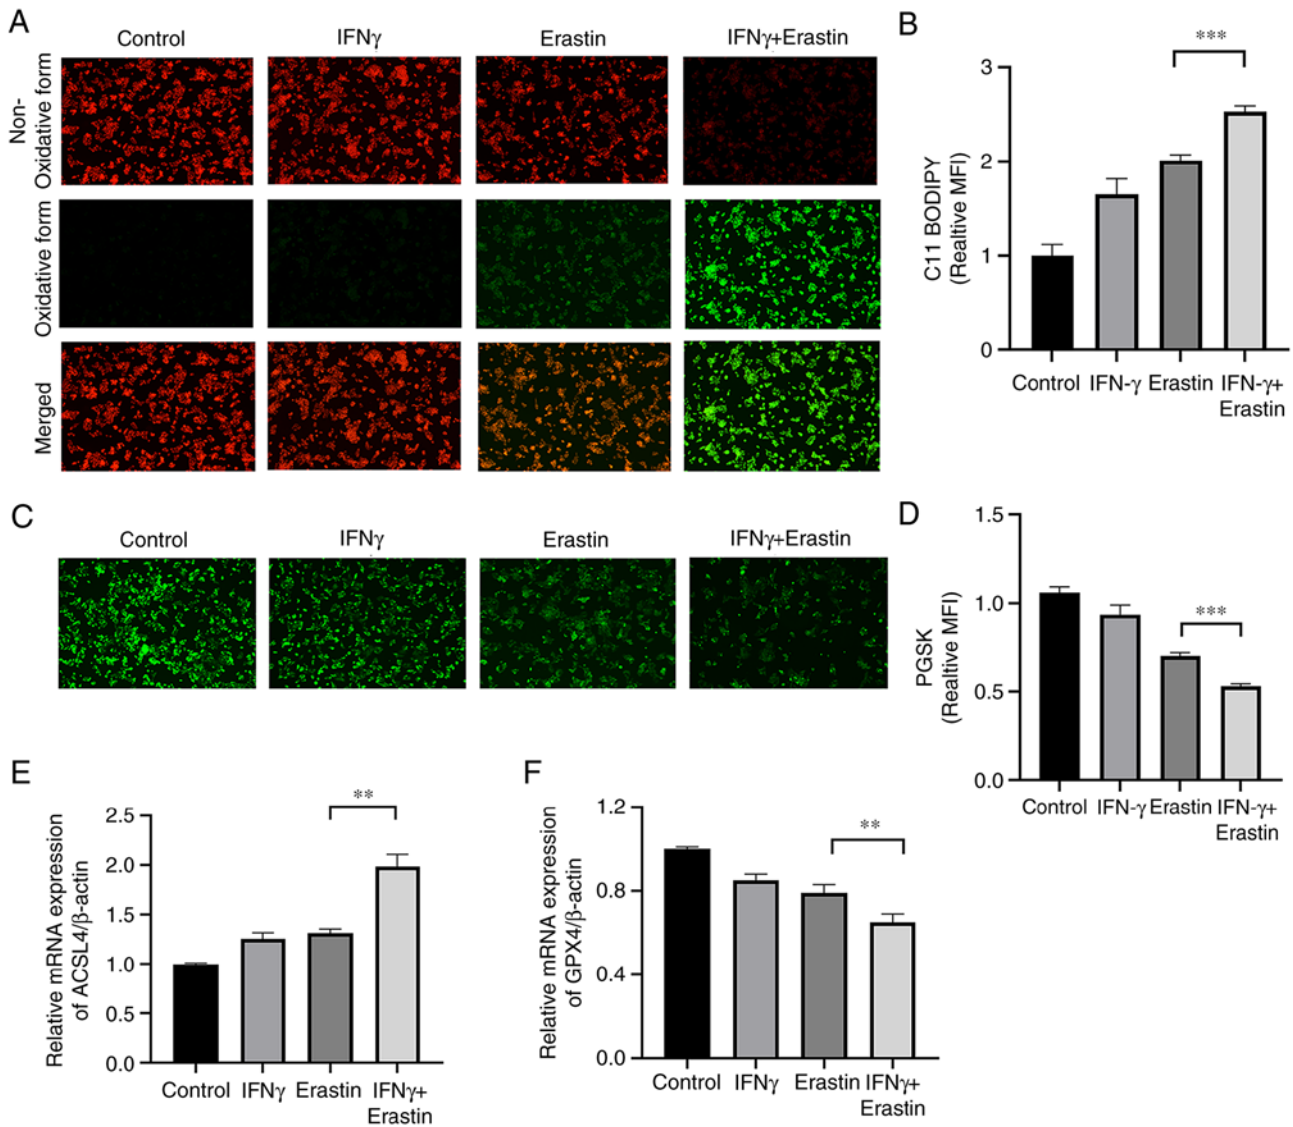 A
Control
IFNγ
Erastin
IFNγ+Erastin
Non-
Oxidative form
Oxidative form
Merged
B
***
3
2
1
0
C11 BODIPY
(Realtive MFI)
Control
IFN-γ
Erastin
IFN-γ+
Erastin
C
Control
IFNγ
Erastin
IFNγ+Erastin
D
***
1.5
1.0
0.5
0.0
PGSK
(Realtive MFI)
Control
IFN-γ
Erastin
IFN-γ+
Erastin
E
**
2.5
2.0
1.5
1.0
0.5
0.0
Relative mRNA expression
of ACSL4/β-actin
Control
IFNγ
Erastin
IFNγ+
Erastin
F
**
1.2
0.8
0.4
0.0
Relative mRNA expression
of GPX4/β-actin
Control
IFNγ
Erastin
IFNγ+
Erastin